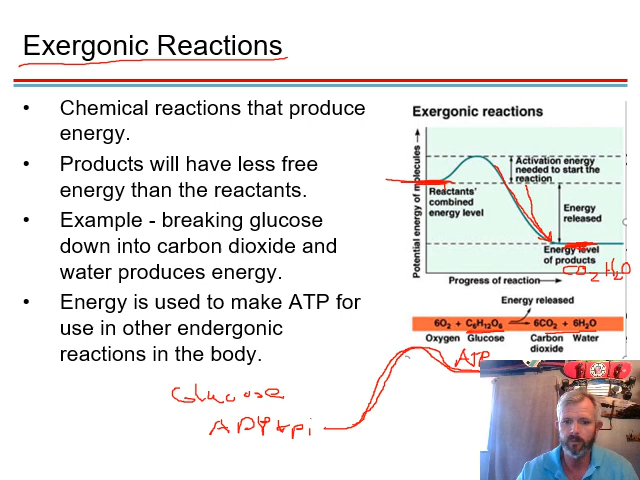 Exergonic Reactions
• Chemical reactions that produce
energy.
• Products will have less free
energy than the reactants.
• Example - breaking glucose
down into carbon dioxide and
water produces energy.
• Energy is used to make ATP for
use in other endergonic
reactions in the body.
Exergonic reactions
Potential energy of molecules
Activation energy
needed to start the
reaction
Reactants'
combined
energy level
Energy
released
Energy level
of products
CO2 H2O
Progress of reaction
Energy released
6O2 + C6H12O6 → 6CO2 + 6H2O
Oxygen Glucose Carbon dioxide Water
ATP
Glucose
ADP + pi